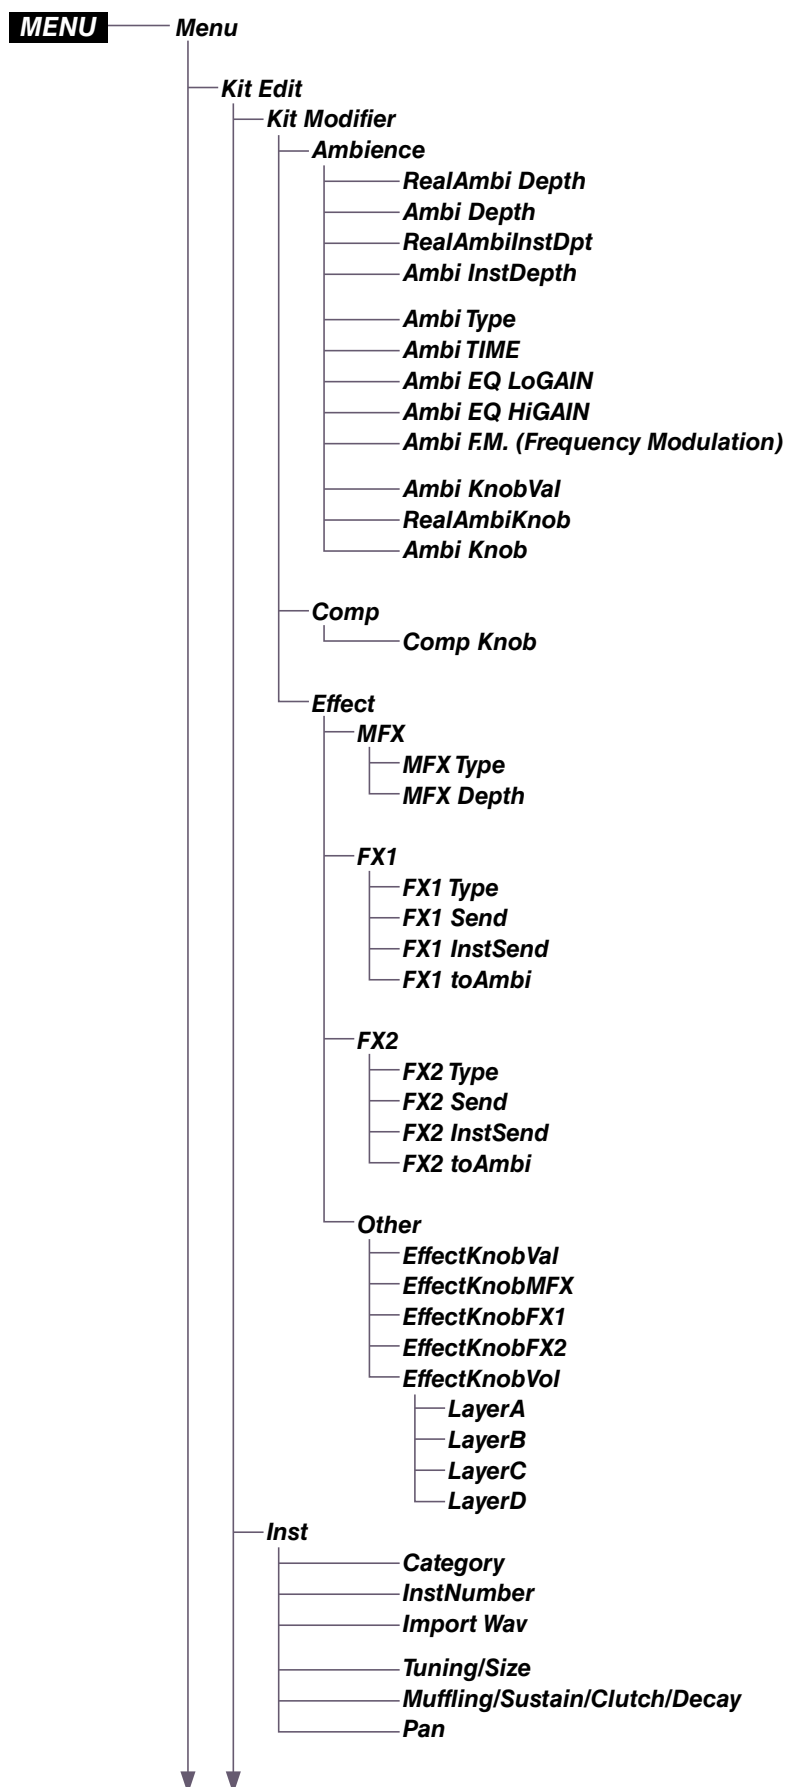 MENU Menu
Kit Edit
Kit Modifier
Ambience
RealAmbi Depth
Ambi Depth
RealAmbiInstDpt
Ambi InstDepth
Ambi Type
Ambi TIME
Ambi EQ LoGAIN
Ambi EQ HiGAIN
Ambi F.M. (Frequency Modulation)
Ambi KnobVal
RealAmbiKnob
Ambi Knob
Comp
Comp Knob
Effect
MFX
MFX Type
MFX Depth
FX1
FX1 Type
FX1 Send
FX1 InstSend
FX1 toAmbi
FX2
FX2 Type
FX2 Send
FX2 InstSend
FX2 toAmbi
Other
EffectKnobVal
EffectKnobMFX
EffectKnobFX1
EffectKnobFX2
EffectKnobVol
LayerA
LayerB
LayerC
LayerD
Inst
Category
InstNumber
Import Wav
Tuning/Size
Muffling/Sustain/Clutch/Decay
Pan